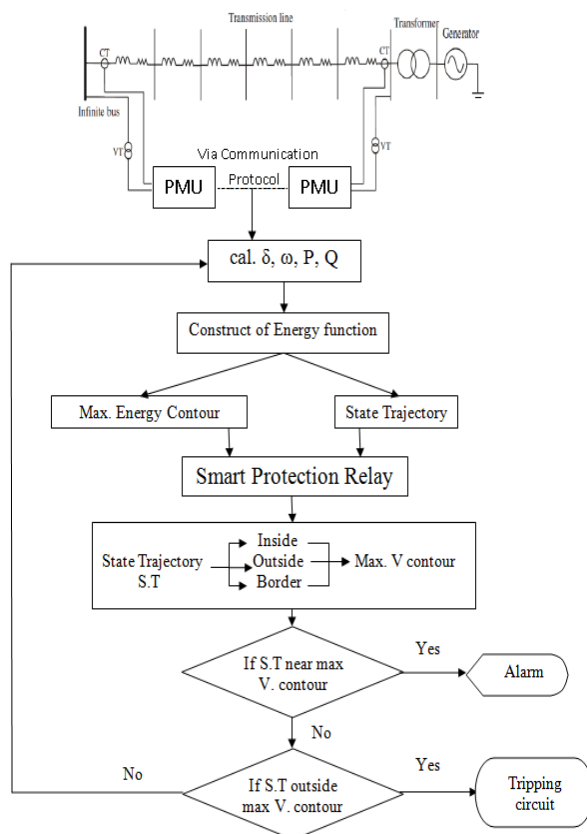 Transmission line
Transformer
Generator
CT
CT
Infinite bus
VT
VT
Via Communication
Protocol
PMU
PMU
cal. δ, ω, P, Q
Construct of Energy function
Max. Energy Contour
State Trajectory
Smart Protection Relay
State Trajectory
S.T
Inside
Outside
Border
Max. V contour
If S.T near max
V. contour
Yes
Alarm
No
If S.T outside
max V. contour
No
Yes
Tripping
circuit